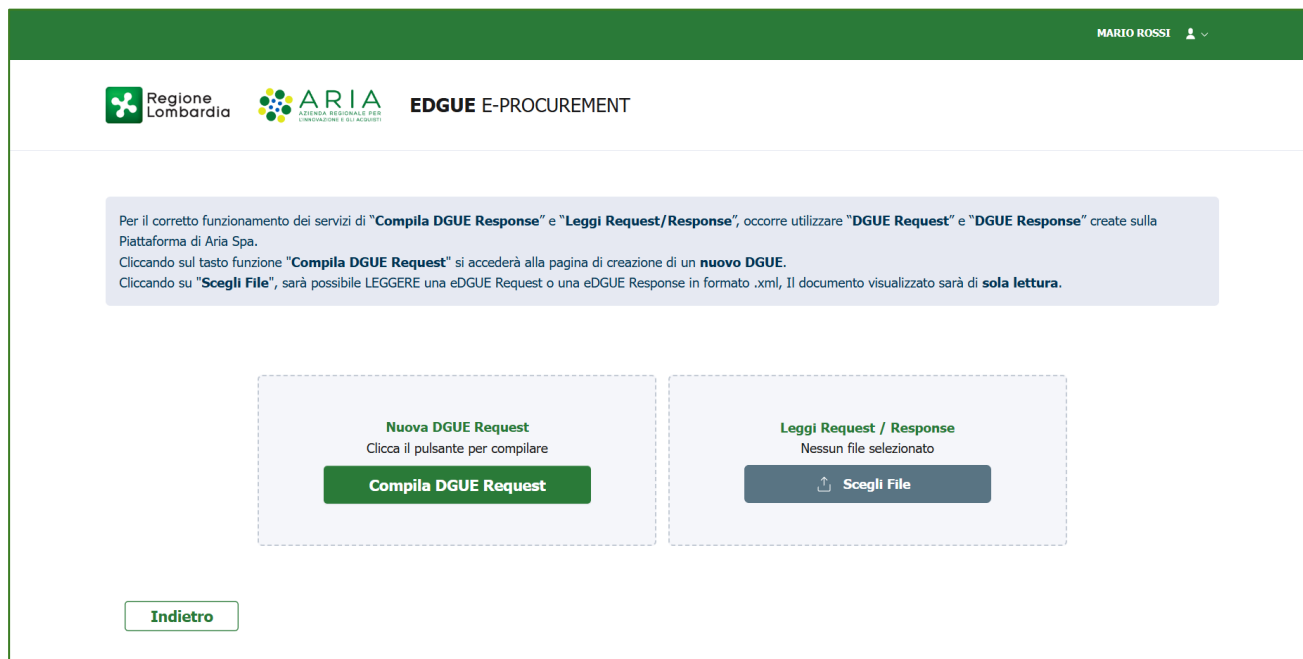 MARIO ROSSI
Regione
Lombardia
ARIA
AZIENDA REGIONALE PER
L'INNOVAZIONE E GLI ACQUISTI
EDGUE E-PROCUREMENT
Per il corretto funzionamento dei servizi di “Compila DGUE Response” e “Leggi Request/Response”, occorre utilizzare “DGUE Request” e “DGUE Response” create sulla
Piattaforma di Aria Spa.
Cliccando sul tasto funzione "Compila DGUE Request" si accederà alla pagina di creazione di un nuovo DGUE.
Cliccando su "Scegli File", sarà possibile LEGGERE una eDGUE Request o una eDGUE Response in formato .xml, Il documento visualizzato sarà di sola lettura.
Nuova DGUE Request
Clicca il pulsante per compilare
Compila DGUE Request
Leggi Request / Response
Nessun file selezionato
Scegli File
Indietro